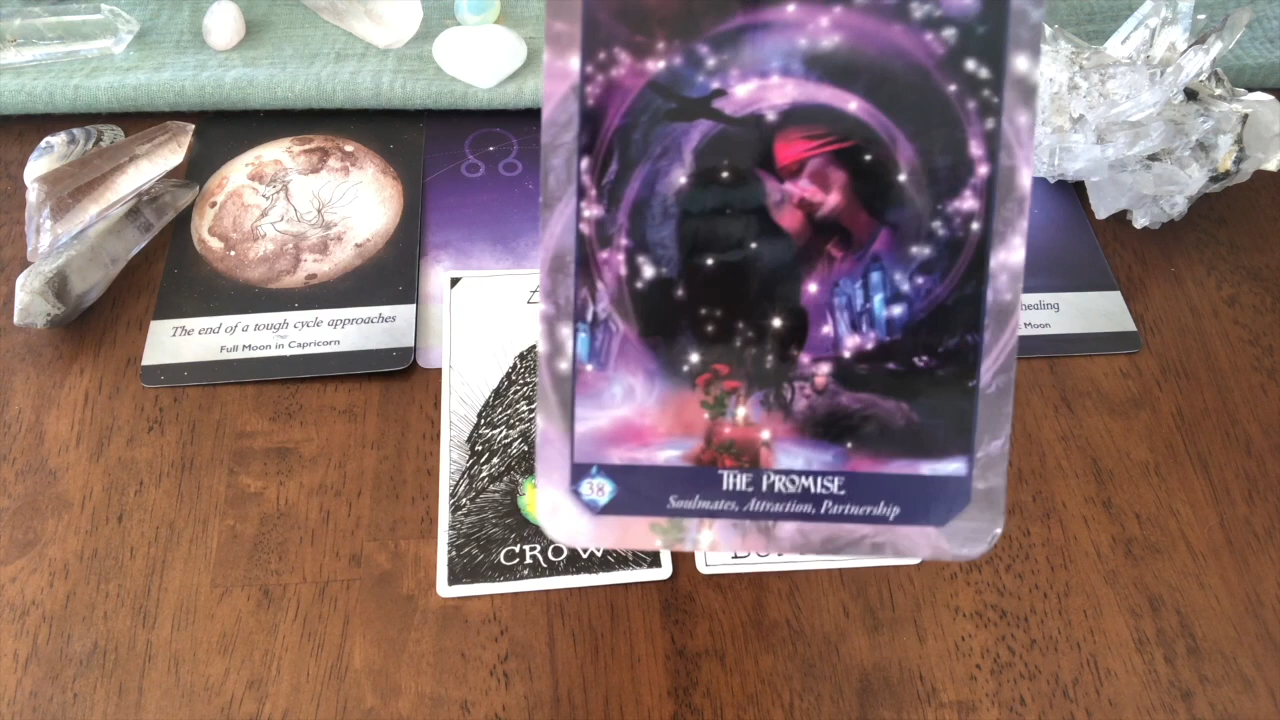 The end of a tough cycle approaches
Full Moon in Capricorn
healing
Moon
38
THE PROMISE
Soulmates, Attraction, Partnership
CROW